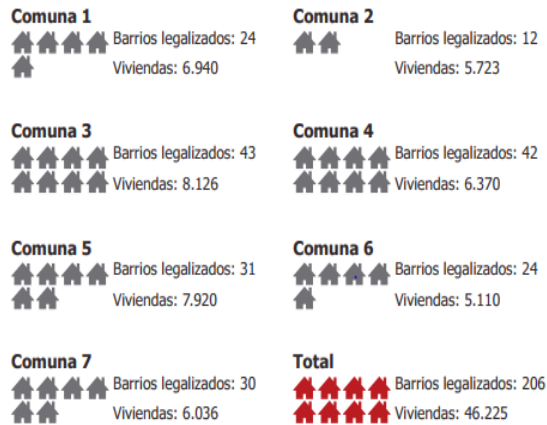 Comuna 1
Barrios legalizados: 24
Viviendas: 6.940
Comuna 2
Barrios legalizados: 12
Viviendas: 5.723
Comuna 3
Barrios legalizados: 43
Viviendas: 8.126
Comuna 4
Barrios legalizados: 42
Viviendas: 6.370
Comuna 5
Barrios legalizados: 31
Viviendas: 7.920
Comuna 6
Barrios legalizados: 24
Viviendas: 5.110
Comuna 7
Barrios legalizados: 30
Viviendas: 6.036
Total
Barrios legalizados: 206
Viviendas: 46.225